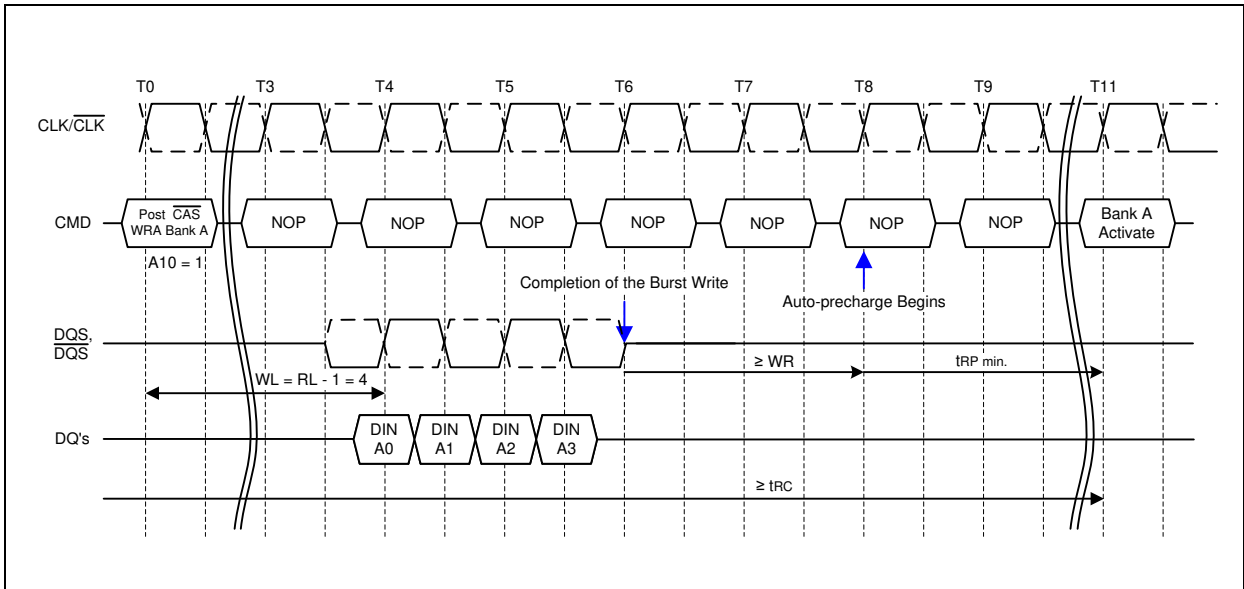 T0 T3 T4 T5 T6 T7 T8 T9 T11
CLK/CLK
CMD
Post CAS
WRA Bank A
NOP NOP NOP NOP NOP NOP NOP
Bank A
Activate
A10 = 1
Completion of the Burst Write
Auto-precharge Begins
DQS,
DQS
≥ WR
tRP min.
WL = RL - 1 = 4
DQ's
DIN
A0
DIN
A1
DIN
A2
DIN
A3
≥ tRC